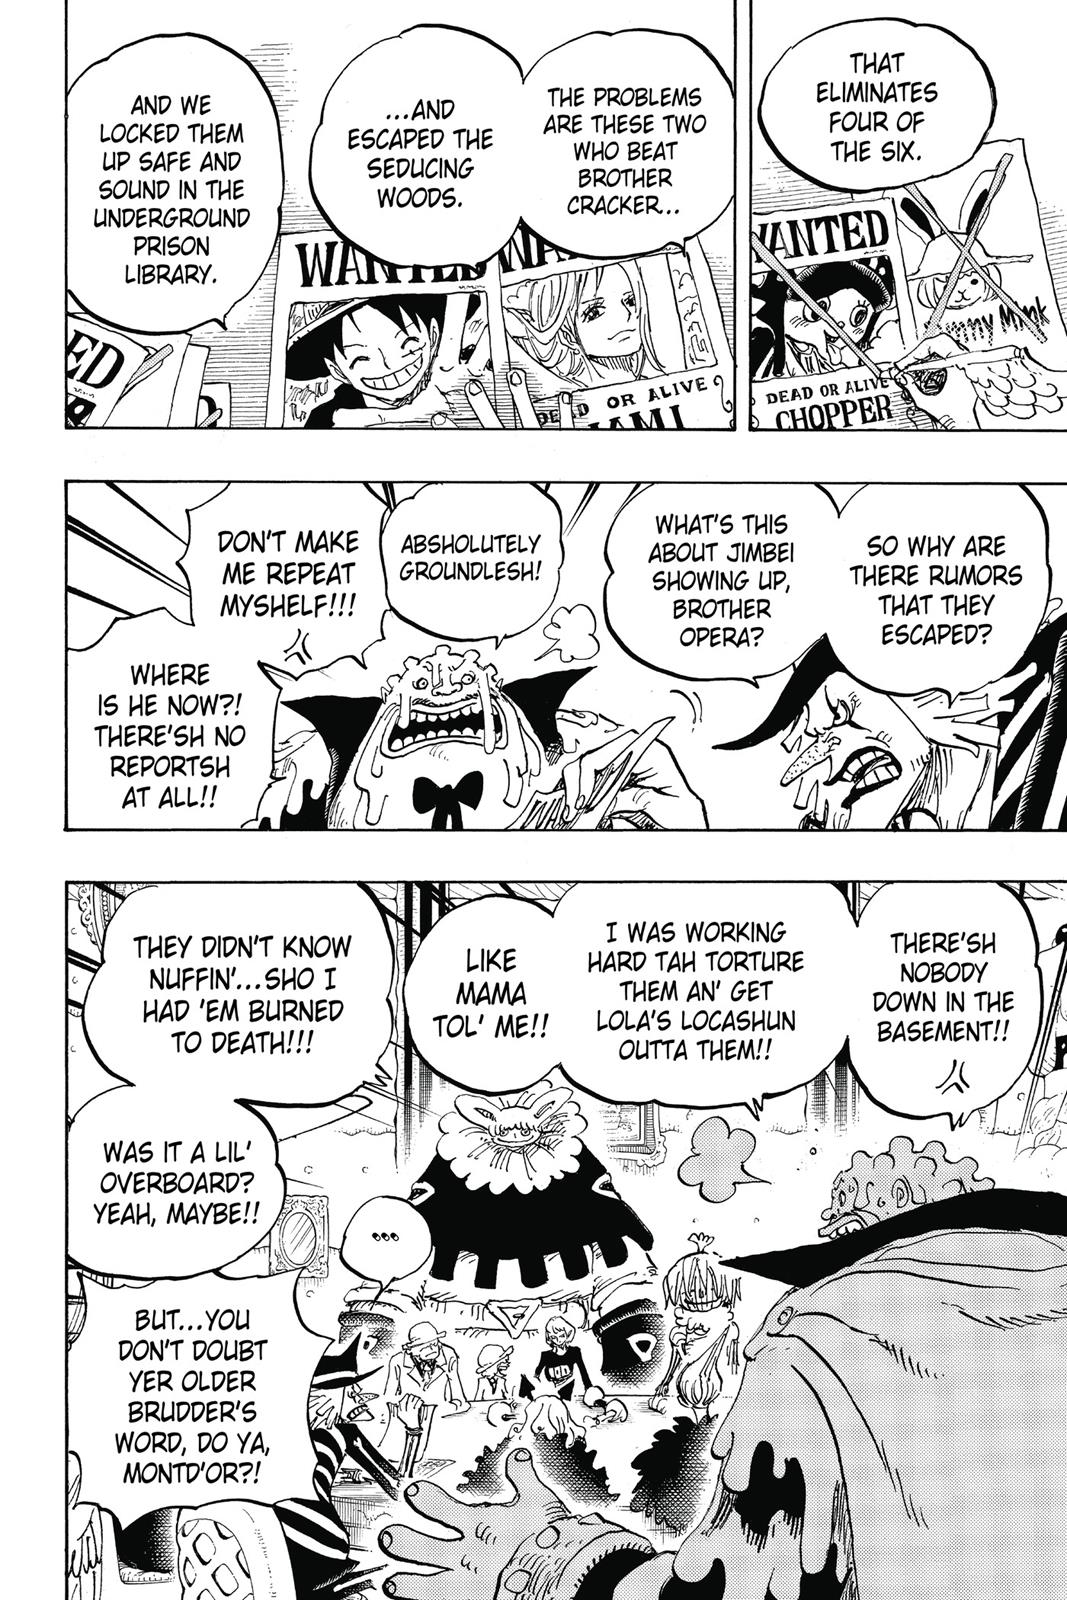 THAT
ELIMINATES
FOUR OF
THE SIX.
WANTED
DEAD OR ALIVE
CHOPPER
THE PROBLEMS
ARE THESE TWO
WHO BEAT
BROTHER
CRACKER...
...AND
ESCAPED THE
SEDUCING
WOODS.
AND WE
LOCKED THEM
UP SAFE AND
SOUND IN THE
UNDERGROUND
PRISON
LIBRARY.
WANTED
DEAD OR ALIVE
SO WHY ARE
THERE RUMORS
THAT THEY
ESCAPED?
WHAT'S THIS
ABOUT JIMBEI
SHOWING UP,
BROTHER
OPERA?
ABSHOLUTELY
GROUNDLESH!
DON'T MAKE
ME REPEAT
MYSHELF!!!
WHERE
IS HE NOW?!
THERE'SH NO
REPORTSH
AT ALL!!
THERE'SH
NOBODY
DOWN IN THE
BASEMENT!!
I WAS WORKING
HARD TAH TORTURE
THEM AN' GET
LOLA'S LOCASHUN
OUTTA THEM!!
LIKE
MAMA
TOL' ME!!
THEY DIDN'T KNOW
NUFFIN'...SHO I
HAD 'EM BURNED
TO DEATH!!!
WAS IT A LIL'
OVERBOARD?
YEAH, MAYBE!!
...
BUT...YOU
DON'T DOUBT
YER OLDER
BRUDDER'S
WORD, DO YA,
MONTD'OR?!